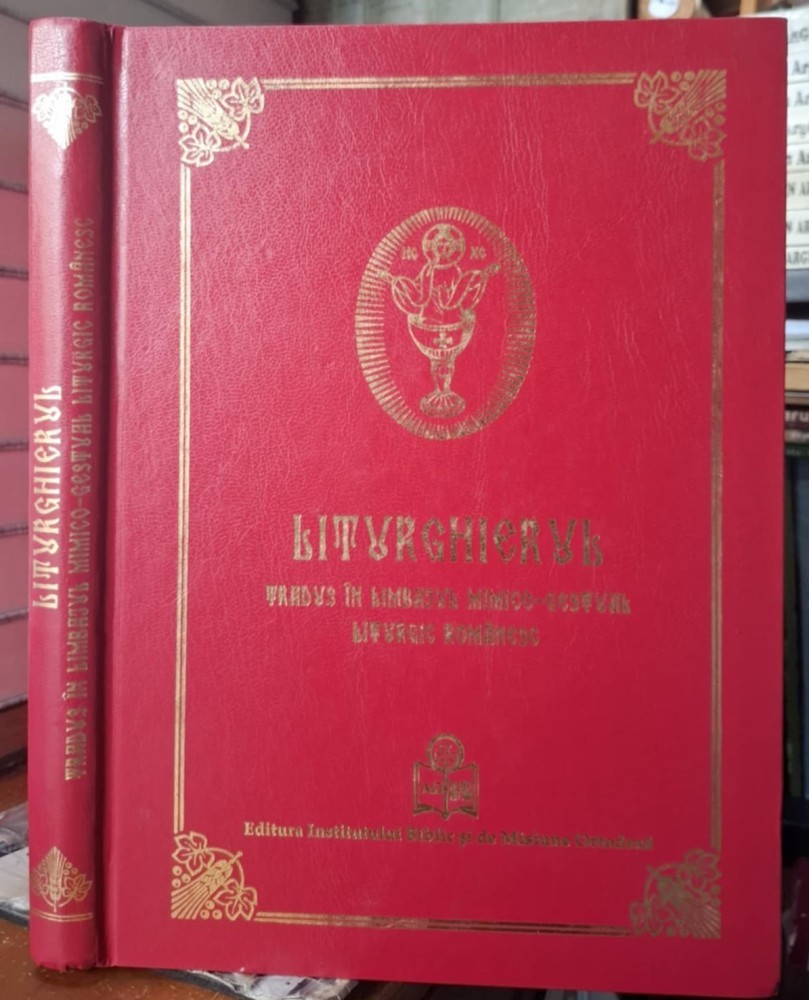 LITURGHIERUL
TRADUS ÎN LIMBAJUL MIMICO-GESTUAL LITURGIC ROMÂNESC
IC XC
LITURGHIERUL
TRADUS ÎN LIMBAJUL MIMICO-GESTUAL
LITURGIC ROMÂNESC
Editura Institutului Biblic și de Misiune